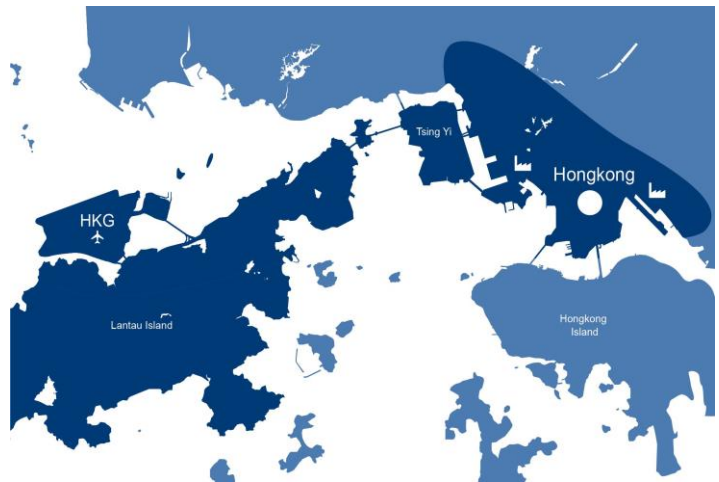 Tsing Yi
Hongkong
HKG
Lantau Island
Hongkong
Island